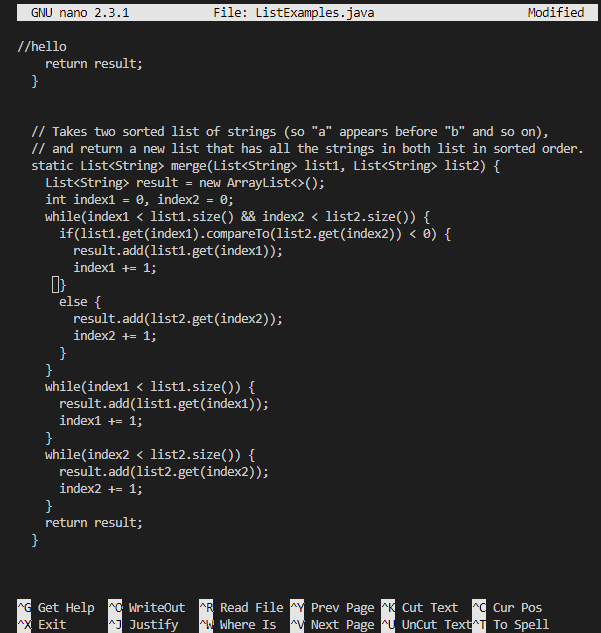 GNU nano 2.3.1 File: ListExamples.java Modified
//hello
    return result;
  }
  // Takes two sorted list of strings (so "a" appears before "b" and so on),
  // and return a new list that has all the strings in both list in sorted order.
  static List<String> merge(List<String> list1, List<String> list2) {
    List<String> result = new ArrayList<>();
    int index1 = 0, index2 = 0;
    while(index1 < list1.size() && index2 < list2.size()) {
      if(list1.get(index1).compareTo(list2.get(index2)) < 0) {
        result.add(list1.get(index1));
        index1 += 1;
      }
      else {
        result.add(list2.get(index2));
        index2 += 1;
      }
    }
    while(index1 < list1.size()) {
      result.add(list1.get(index1));
      index1 += 1;
    }
    while(index2 < list2.size()) {
      result.add(list2.get(index2));
      index2 += 1;
    }
    return result;
  }
^G Get Help ^O WriteOut ^R Read File ^Y Prev Page ^K Cut Text ^C Cur Pos
^X Exit ^J Justify ^W Where Is ^V Next Page ^U UnCut Text ^T To Spell